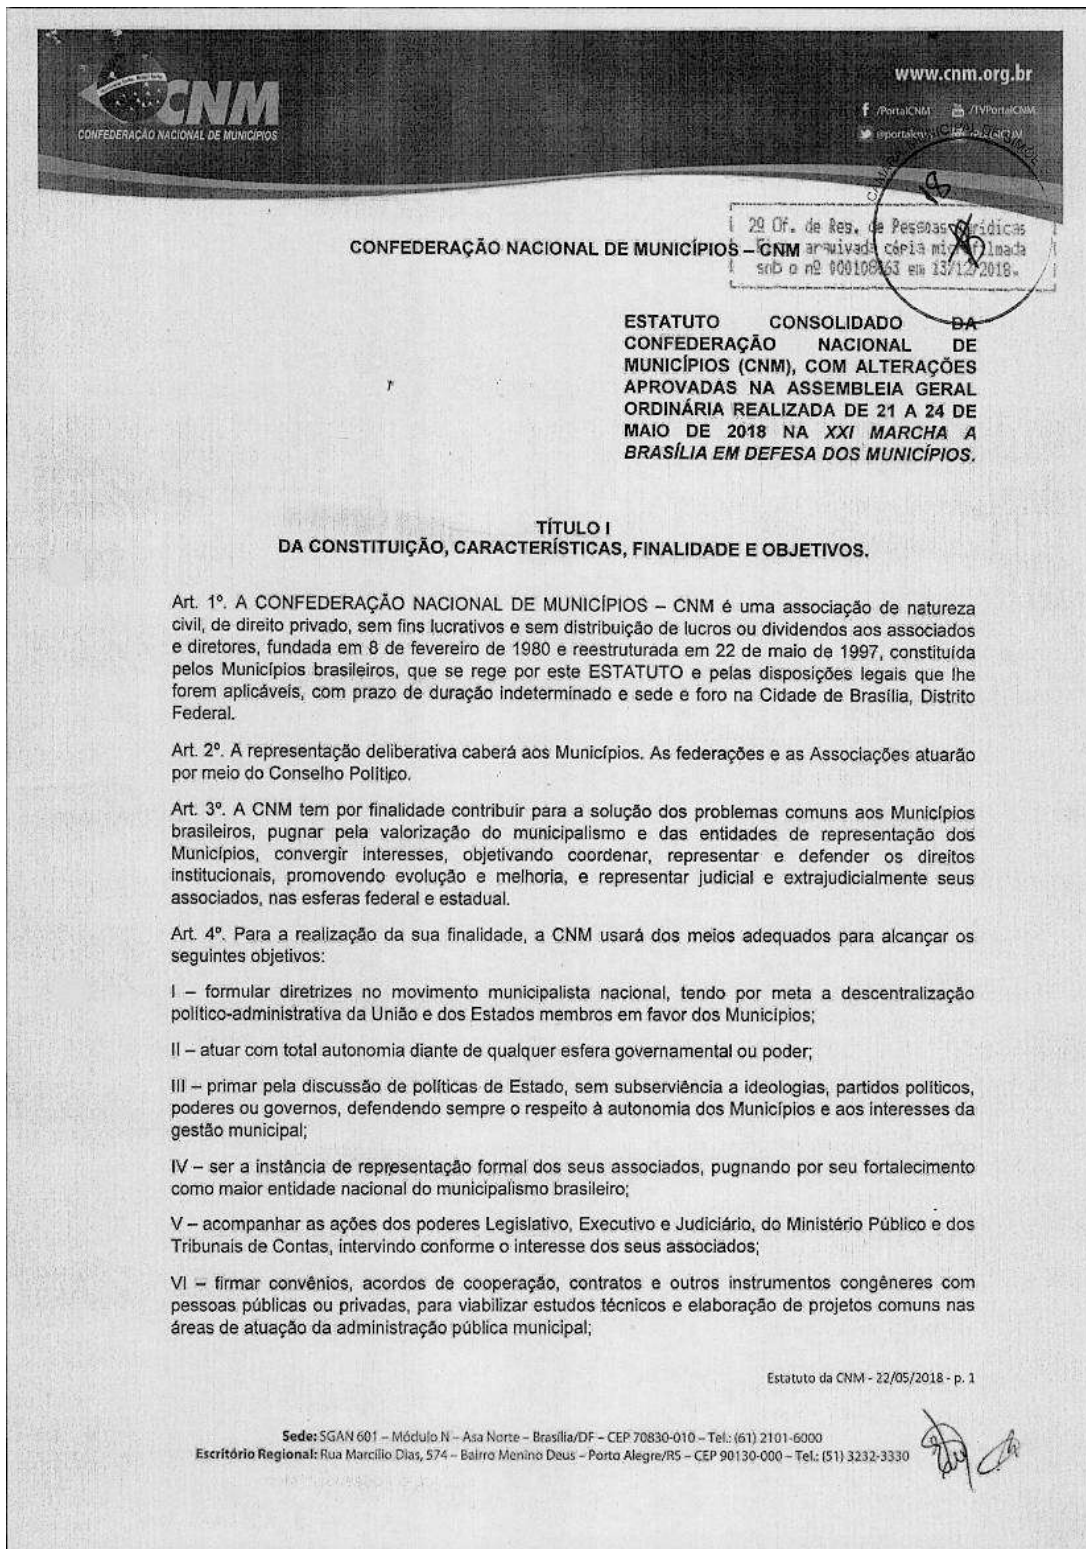 www.cnm.org.br
CNM
CONFEDERAÇÃO NACIONAL DE MUNICÍPIOS
/PortalCNM /TVPortalCNM
@portalcnm
CÂMARA MUNICIPAL
18
2º Of. de Reg. de Pessoas Jurídicas
Ficou arquivada cópia microfilmada
sob o nº 000108463 em 13/12/2018.
CONFEDERAÇÃO NACIONAL DE MUNICÍPIOS – CNM
ESTATUTO CONSOLIDADO DA
CONFEDERAÇÃO NACIONAL DE
MUNICÍPIOS (CNM), COM ALTERAÇÕES
APROVADAS NA ASSEMBLEIA GERAL
ORDINÁRIA REALIZADA DE 21 A 24 DE
MAIO DE 2018 NA XXI MARCHA A
BRASÍLIA EM DEFESA DOS MUNICÍPIOS.
TÍTULO I
DA CONSTITUIÇÃO, CARACTERÍSTICAS, FINALIDADE E OBJETIVOS.
Art. 1º. A CONFEDERAÇÃO NACIONAL DE MUNICÍPIOS – CNM é uma associação de natureza
civil, de direito privado, sem fins lucrativos e sem distribuição de lucros ou dividendos aos associados
e diretores, fundada em 8 de fevereiro de 1980 e reestruturada em 22 de maio de 1997, constituída
pelos Municípios brasileiros, que se rege por este ESTATUTO e pelas disposições legais que lhe
forem aplicáveis, com prazo de duração indeterminado e sede e foro na Cidade de Brasília, Distrito
Federal.
Art. 2º. A representação deliberativa caberá aos Municípios. As federações e as Associações atuarão
por meio do Conselho Político.
Art. 3º. A CNM tem por finalidade contribuir para a solução dos problemas comuns aos Municípios
brasileiros, pugnar pela valorização do municipalismo e das entidades de representação dos
Municípios, convergir interesses, objetivando coordenar, representar e defender os direitos
institucionais, promovendo evolução e melhoria, e representar judicial e extrajudicialmente seus
associados, nas esferas federal e estadual.
Art. 4º. Para a realização da sua finalidade, a CNM usará dos meios adequados para alcançar os
seguintes objetivos:
I – formular diretrizes no movimento municipalista nacional, tendo por meta a descentralização
político-administrativa da União e dos Estados membros em favor dos Municípios;
II – atuar com total autonomia diante de qualquer esfera governamental ou poder;
III – primar pela discussão de políticas de Estado, sem subserviência a ideologias, partidos políticos,
poderes ou governos, defendendo sempre o respeito à autonomia dos Municípios e aos interesses da
gestão municipal;
IV – ser a instância de representação formal dos seus associados, pugnando por seu fortalecimento
como maior entidade nacional do municipalismo brasileiro;
V – acompanhar as ações dos poderes Legislativo, Executivo e Judiciário, do Ministério Público e dos
Tribunais de Contas, intervindo conforme o interesse dos seus associados;
VI – firmar convênios, acordos de cooperação, contratos e outros instrumentos congêneres com
pessoas públicas ou privadas, para viabilizar estudos técnicos e elaboração de projetos comuns nas
áreas de atuação da administração pública municipal;
Estatuto da CNM - 22/05/2018 - p. 1
Sede: SGAN 601 – Módulo N – Asa Norte – Brasília/DF – CEP 70830-010 – Tel.: (61) 2101-6000
Escritório Regional: Rua Marcílio Dias, 574 – Bairro Menino Deus – Porto Alegre/RS – CEP 90130-000 – Tel.: (51) 3232-3330